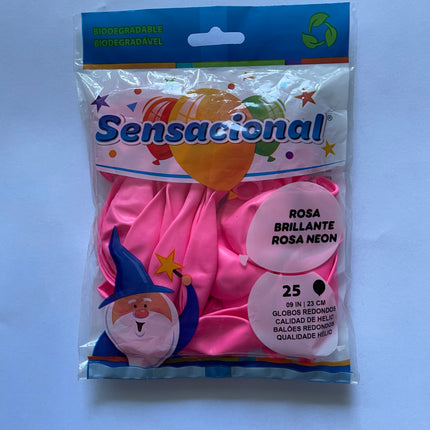 BIODEGRADABLE
BIODEGRADÁVEL
Sensacional®
ROSA
BRILLANTE
ROSA NEON
25
09 IN | 23 CM
GLOBOS REDONDOS
CALIDAD DE HELIO
BALÕES REDONDOS
QUALIDADE HÉLIO